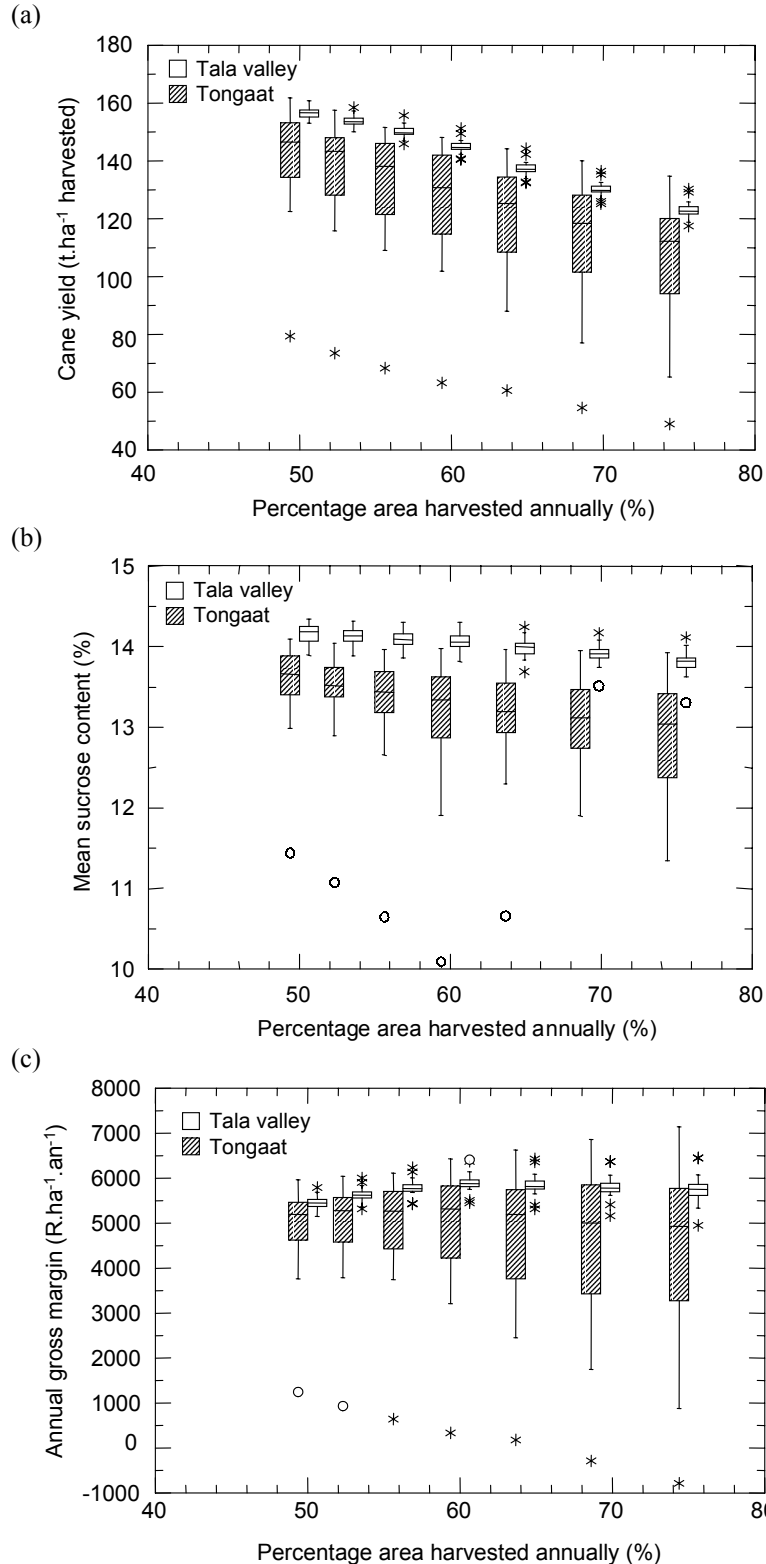 (a)
180
160
140
120
100
80
60
40
Tala valley
Tongaat
Cane yield (t.ha⁻¹ harvested)
40 50 60 70 80
Percentage area harvested annually (%)
(b)
15
14
13
12
11
10
Tala valley
Tongaat
Mean sucrose content (%)
40 50 60 70 80
Percentage area harvested annually (%)
(c)
8000
7000
6000
5000
4000
3000
2000
1000
0
-1000
Tala valley
Tongaat
Annual gross margin (R.ha⁻¹.an⁻¹)
40 50 60 70 80
Percentage area harvested annually (%)